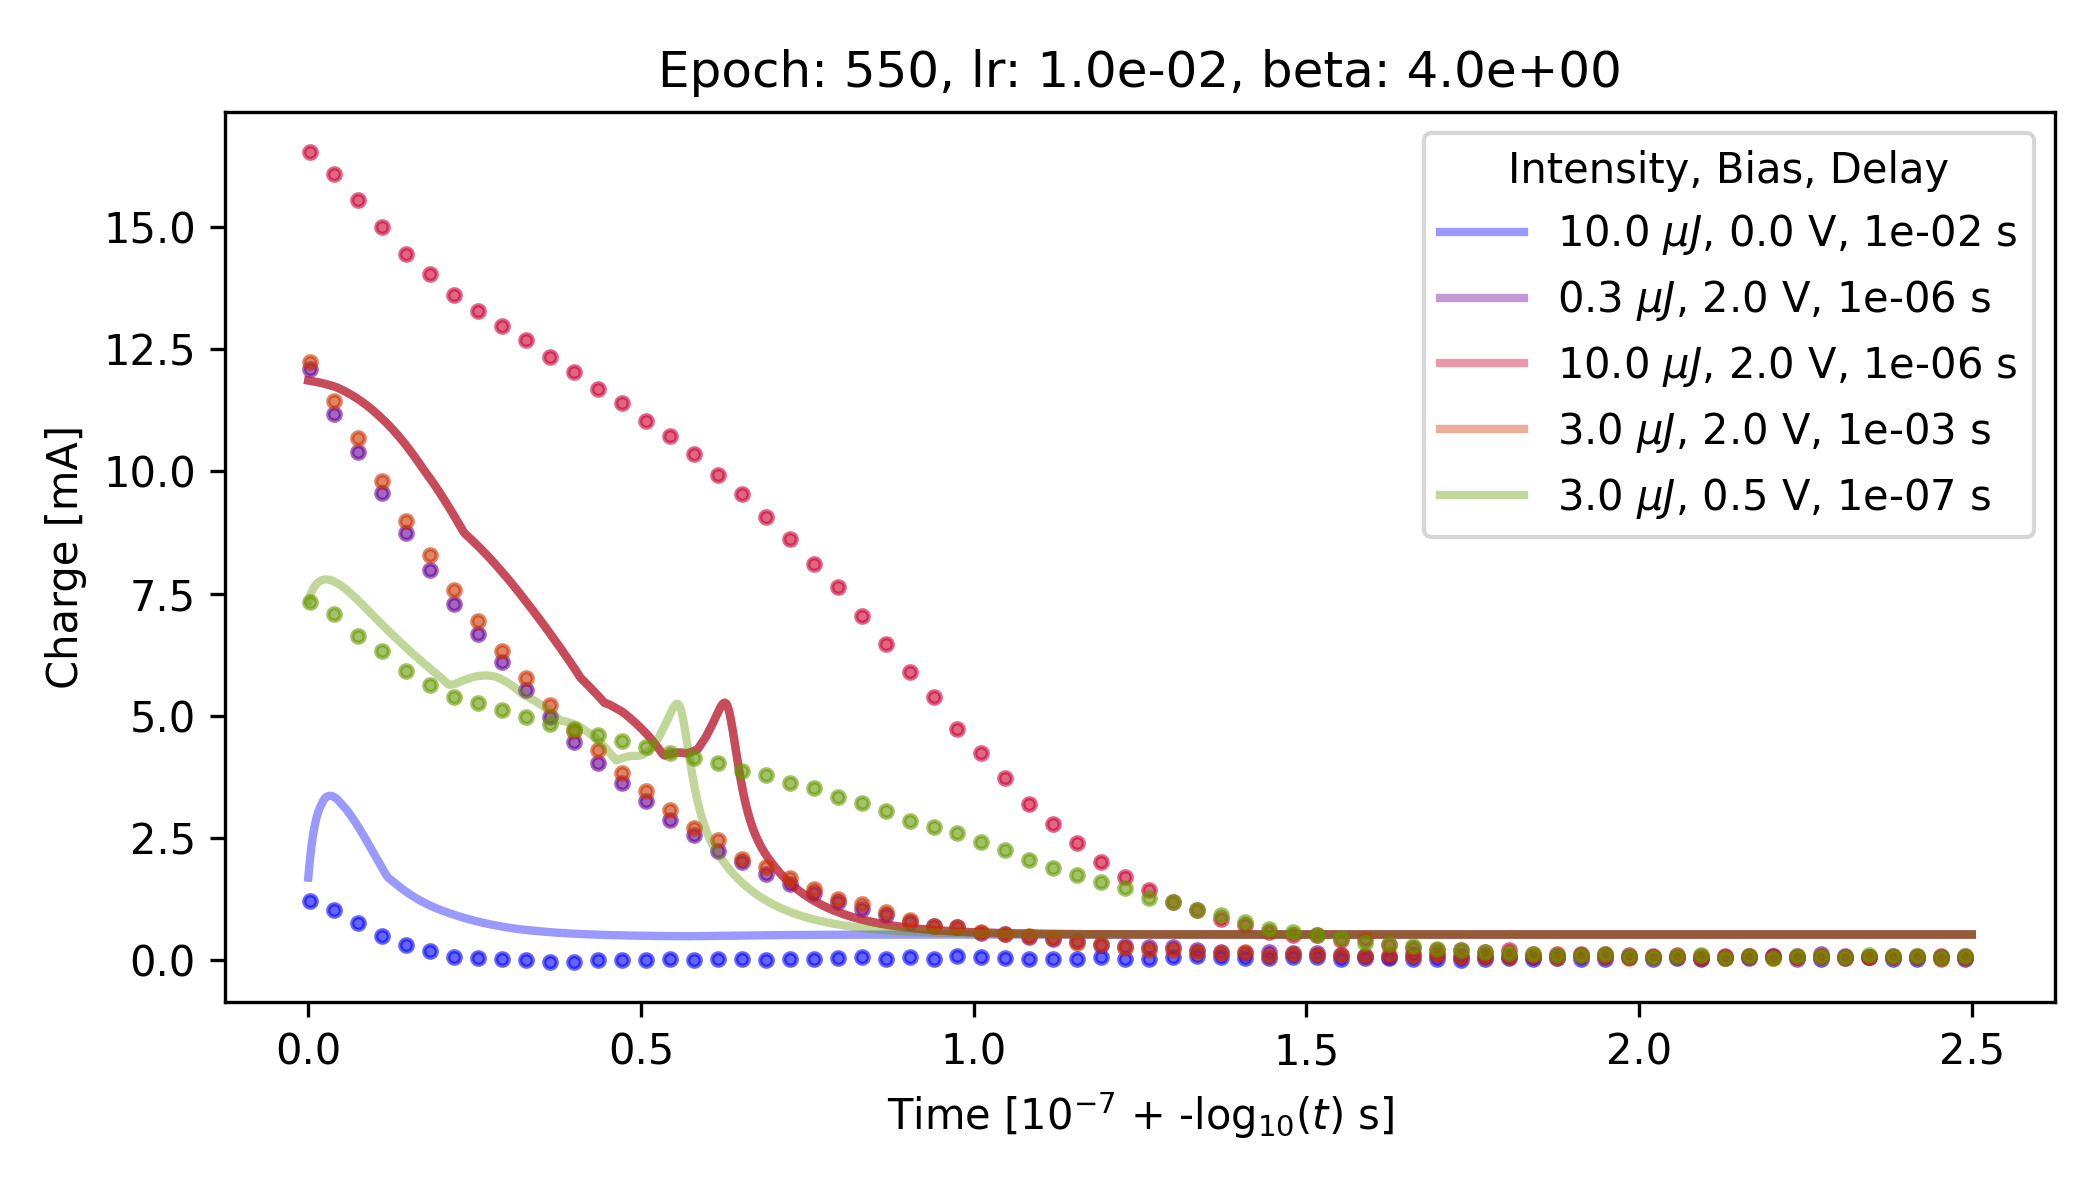 Epoch: 550, lr: 1.0e-02, beta: 4.0e+00
Charge [mA]
15.0
12.5
10.0
7.5
5.0
2.5
0.0
Intensity, Bias, Delay
10.0 μJ, 0.0 V, 1e-02 s
0.3 μJ, 2.0 V, 1e-06 s
10.0 μJ, 2.0 V, 1e-06 s
3.0 μJ, 2.0 V, 1e-03 s
3.0 μJ, 0.5 V, 1e-07 s
0.0 0.5 1.0 1.5 2.0 2.5
Time [10⁻⁷ + -log₁₀(t) s]